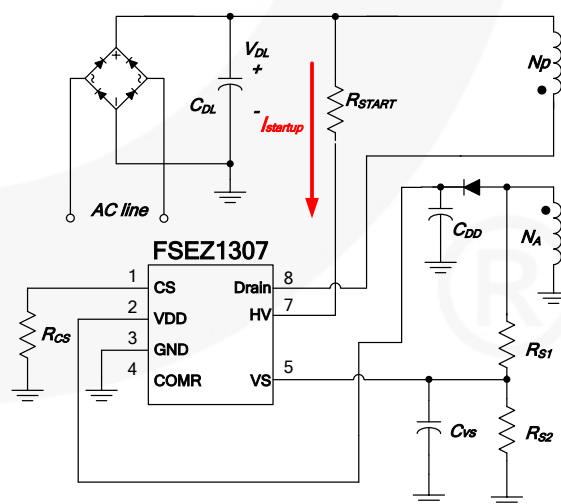 V_DL
+
-
C_DL
I_startup
R_START
Np
+
~
~
-
AC line
C_DD
N_A
FSEZ1307
1
CS
Drain
8
2
VDD
HV
7
R_CS
3
GND
4
COMR
VS
5
R_S1
C_VS
R_S2
®